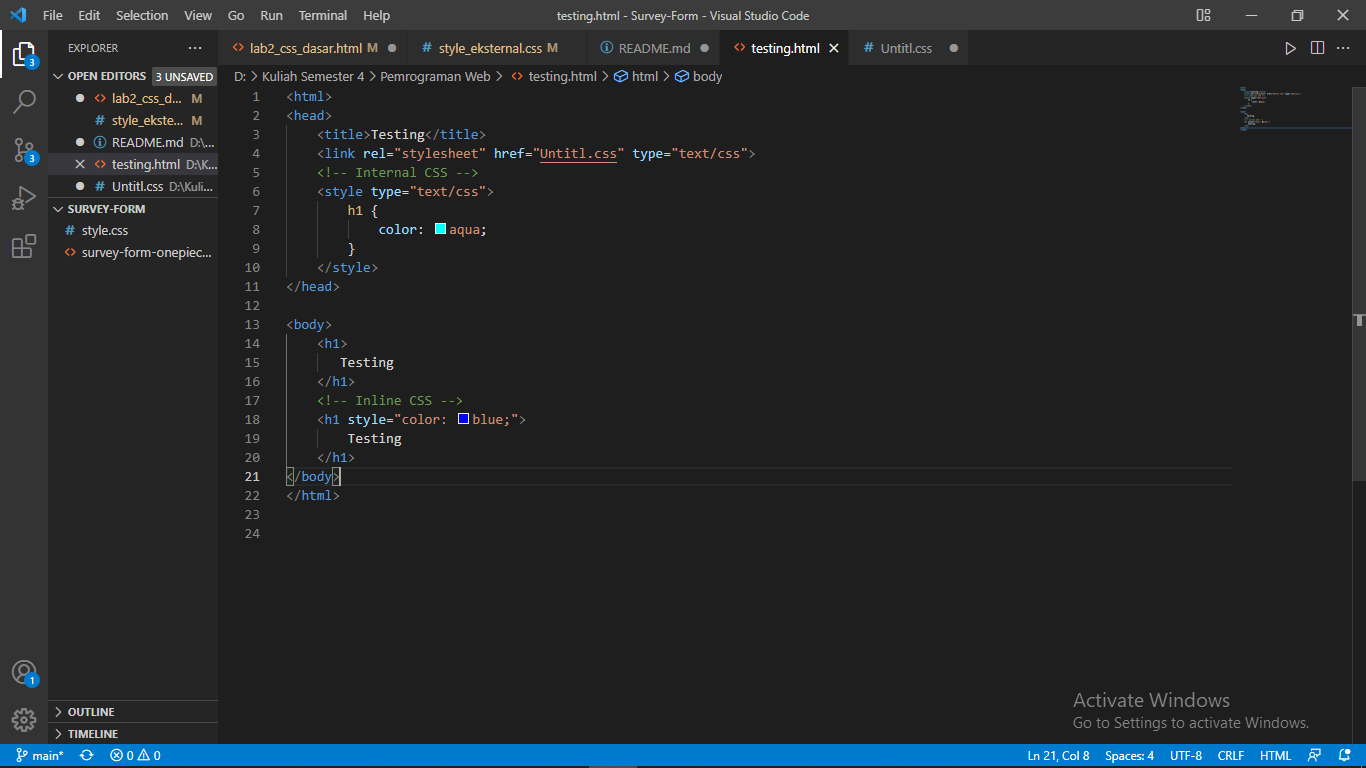 File Edit Selection View Go Run Terminal Help
testing.html - Survey-Form - Visual Studio Code
EXPLORER
OPEN EDITORS 3 UNSAVED
lab2_css_d... M
style_ekste... M
README.md D:\...
testing.html D:\K...
Untitl.css D:\Kuli...
SURVEY-FORM
style.css
survey-form-onepiec...
OUTLINE
TIMELINE
3
3
1
lab2_css_dasar.html M
style_eksternal.css M
README.md
testing.html
Untitl.css
D: > Kuliah Semester 4 > Pemrograman Web > testing.html > html > body
1 <html>
2 <head>
3 <title>Testing</title>
4 <link rel="stylesheet" href="Untitl.css" type="text/css">
5 <!-- Internal CSS -->
6 <style type="text/css">
7 h1 {
8 color: aqua;
9 }
10 </style>
11 </head>
12
13 <body>
14 <h1>
15 Testing
16 </h1>
17 <!-- Inline CSS -->
18 <h1 style="color: blue;">
19 Testing
20 </h1>
21 </body>
22 </html>
23
24
Activate Windows
Go to Settings to activate Windows.
main* 0 0 Ln 21, Col 8 Spaces: 4 UTF-8 CRLF HTML